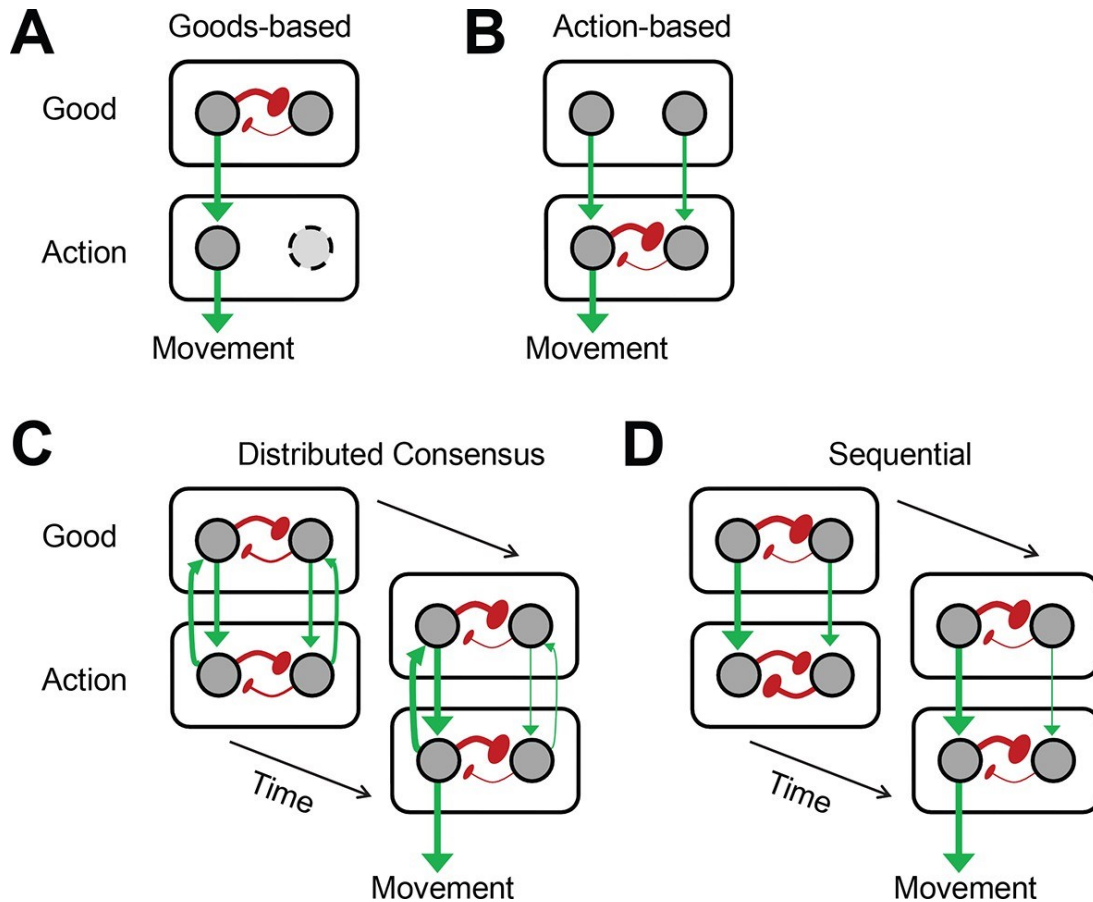 A
Goods-based
B
Action-based
Good
Action
Movement
Movement
C
Distributed Consensus
D
Sequential
Good
Action
Time
Time
Movement
Movement